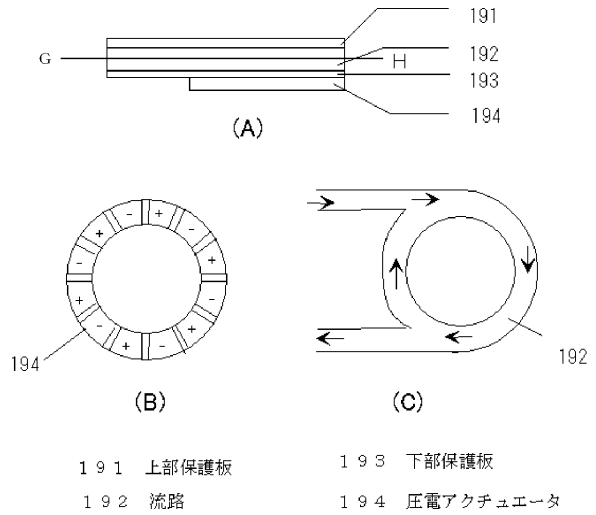 191
G
H
192
193
194
(A)
- + - + - + - + - + - +
194
192
(B)
(C)
１９１ 上部保護板
１９３ 下部保護板
１９２ 流路
１９４ 圧電アクチュエータ